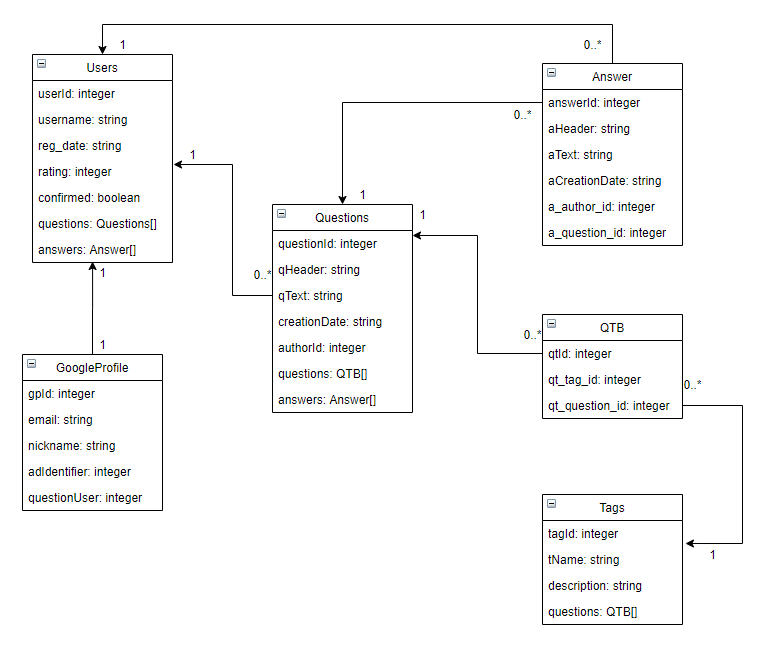 1
0..*
Users
userId: integer
username: string
reg_date: string
rating: integer
confirmed: boolean
questions: Questions[]
answers: Answer[]
Answer
answerId: integer
aHeader: string
aText: string
aCreationDate: string
a_author_id: integer
a_question_id: integer
0..*
1
1
1
0..*
Questions
questionId: integer
qHeader: string
qText: string
creationDate: string
authorId: integer
questions: QTB[]
answers: Answer[]
1
1
GoogleProfile
gpId: integer
email: string
nickname: string
adIdentifier: integer
questionUser: integer
0..*
QTB
qtId: integer
qt_tag_id: integer
qt_question_id: integer
0..*
1
Tags
tagId: integer
tName: string
description: string
questions: QTB[]